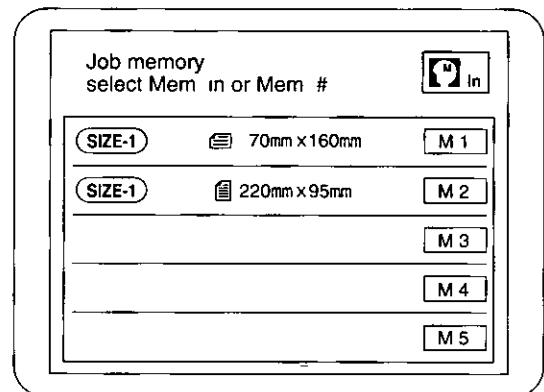 Job memory
select Mem in or Mem #
M In
SIZE-1 70mm×160mm M 1
SIZE-1 220mm×95mm M 2
M 3
M 4
M 5